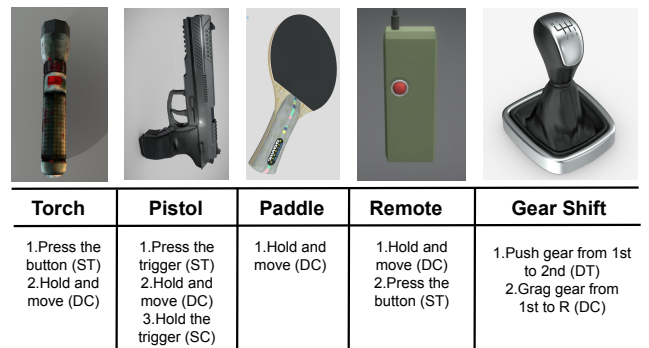 Torch
Pistol
Paddle
Remote
Gear Shift
1.Press the
button (ST)
2.Hold and
move (DC)
1.Press the
trigger (ST)
2.Hold and
move (DC)
3.Hold the
trigger (SC)
1.Hold and
move (DC)
1.Hold and
move (DC)
2.Press the
button (ST)
1.Push gear from 1st
to 2nd (DT)
2.Grag gear from
1st to R (DC)